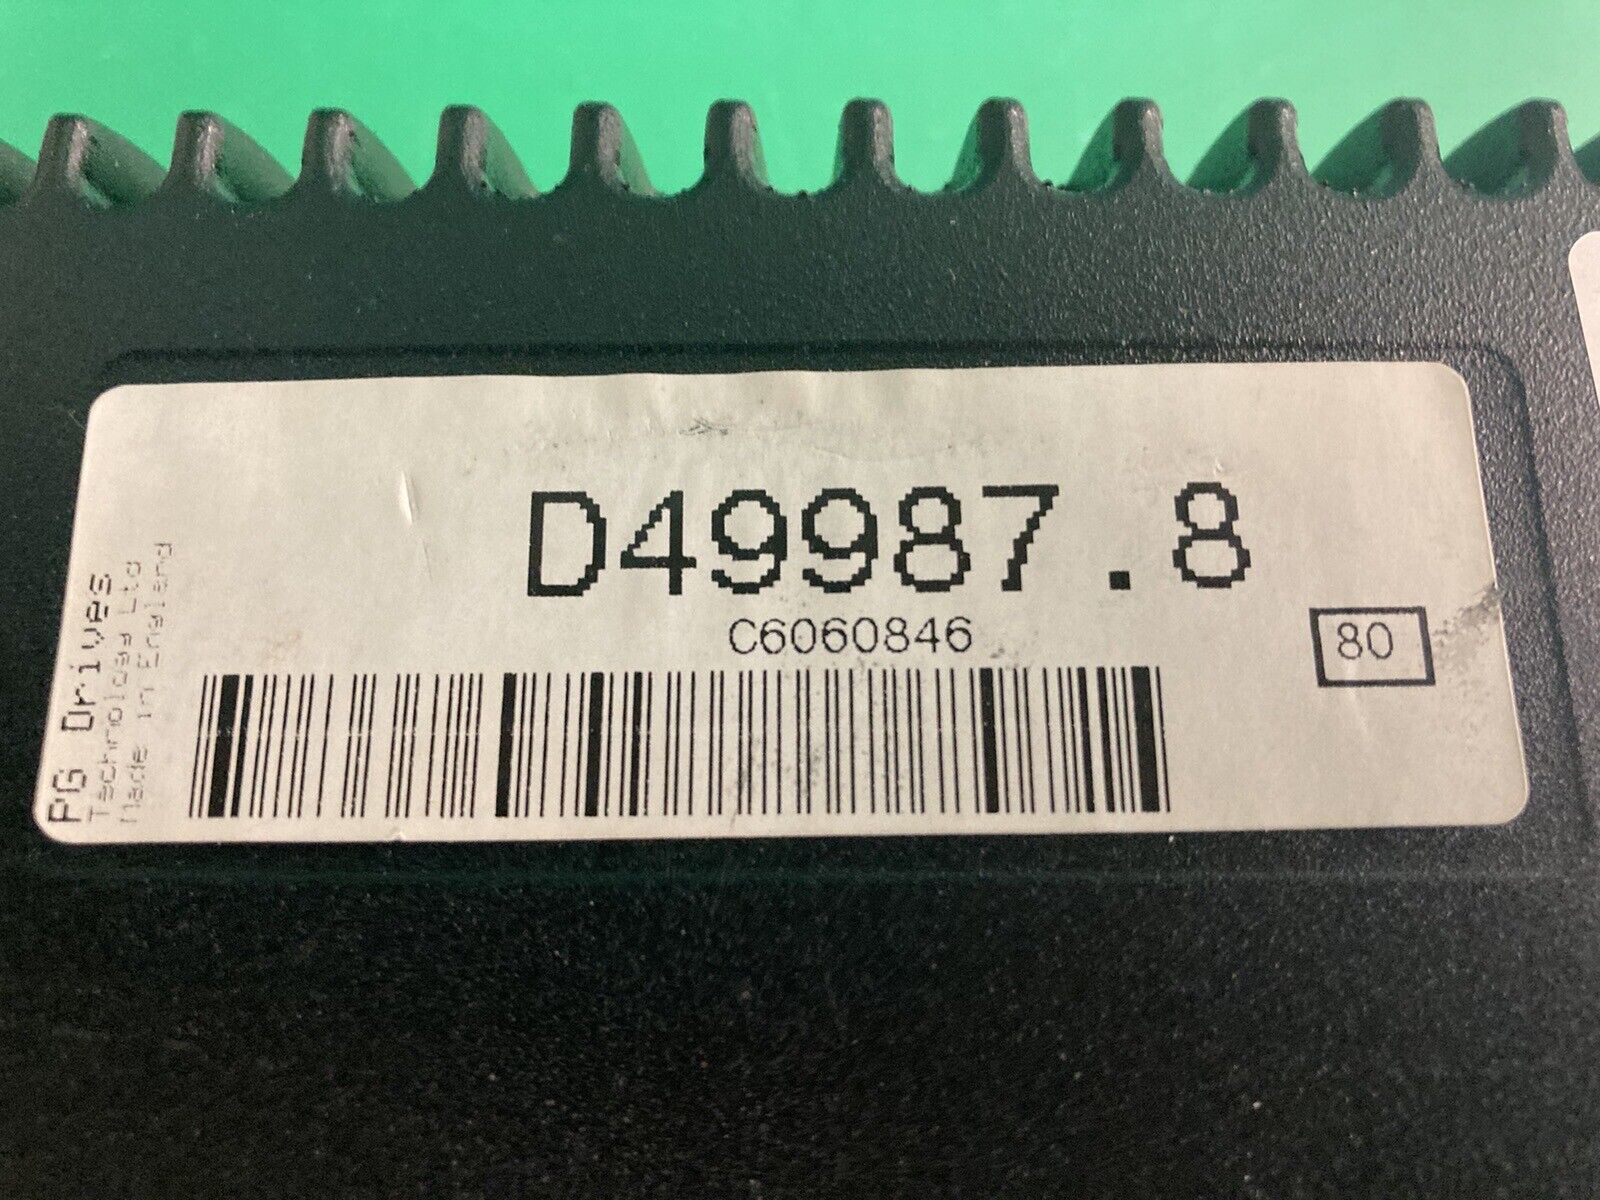 D49987.8
C6060846
80
PG Drives
Technology Ltd
Made in England